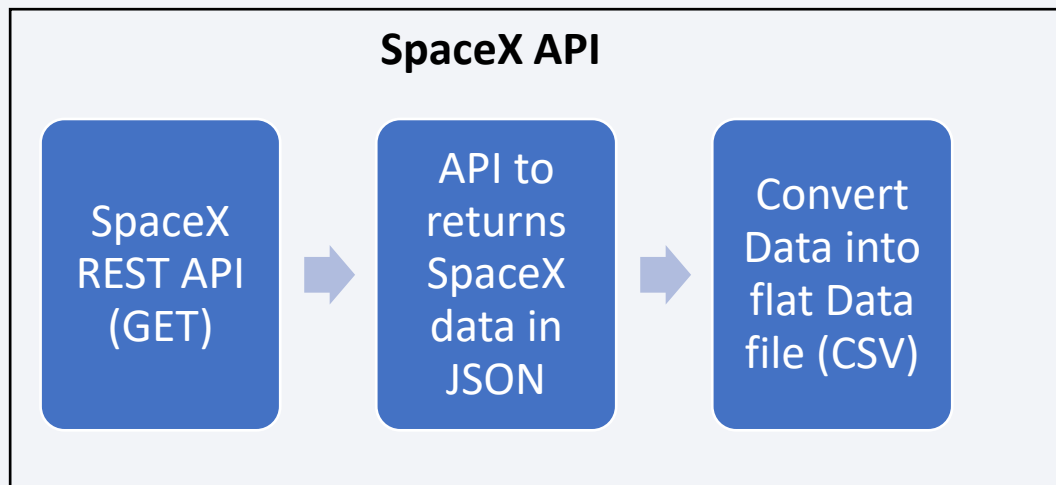 SpaceX API
SpaceX
REST API
(GET)
API to
returns
SpaceX
data in
JSON
Convert
Data into
flat Data
file (CSV)